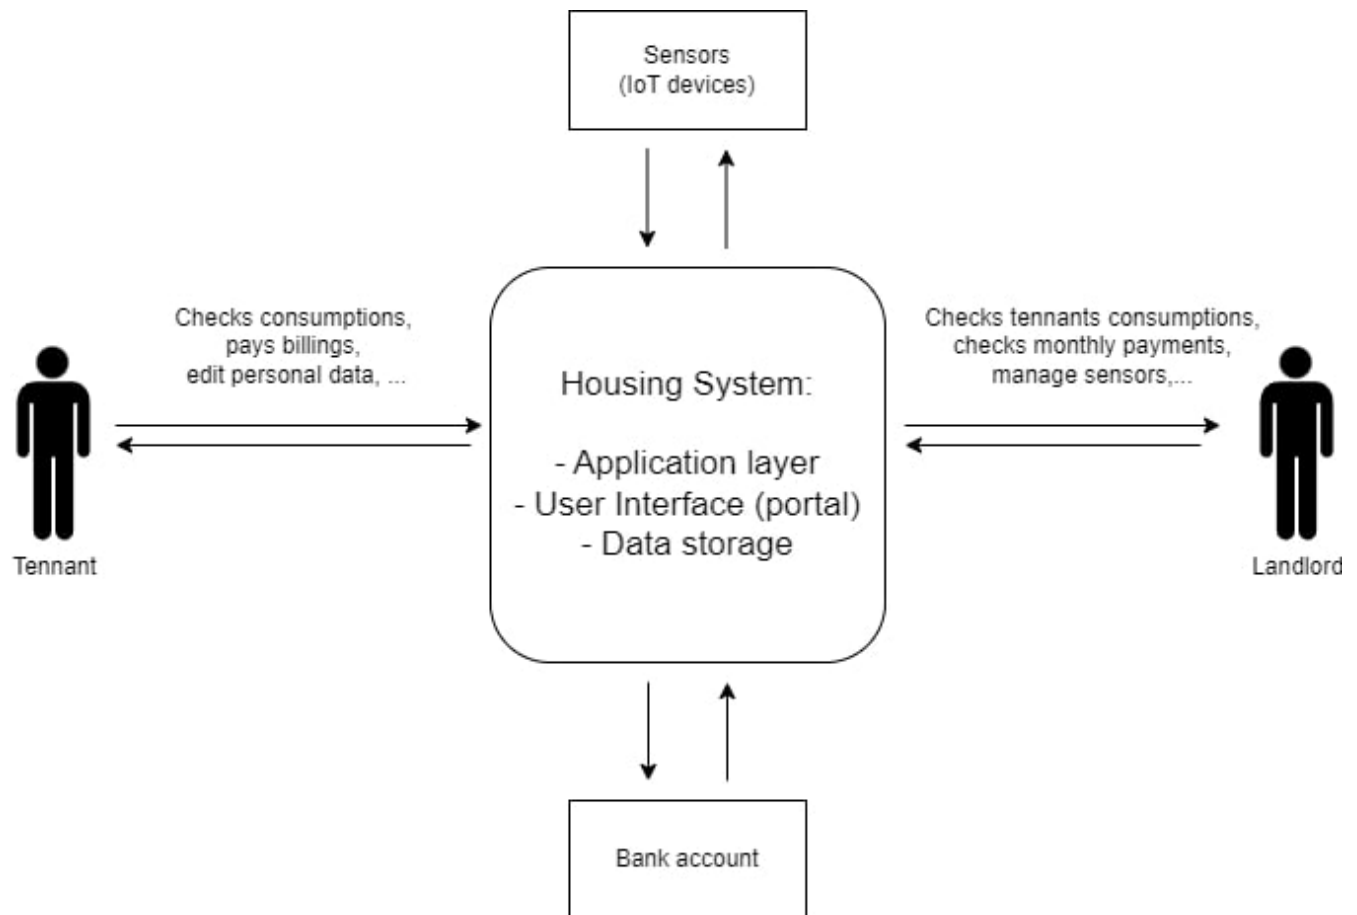 Sensors
(IoT devices)
Checks consumptions,
pays billings,
edit personal data, ...
Checks tennants consumptions,
checks monthly payments,
manage sensors,...
Housing System:
- Application layer
- User Interface (portal)
- Data storage
Tennant
Landlord
Bank account